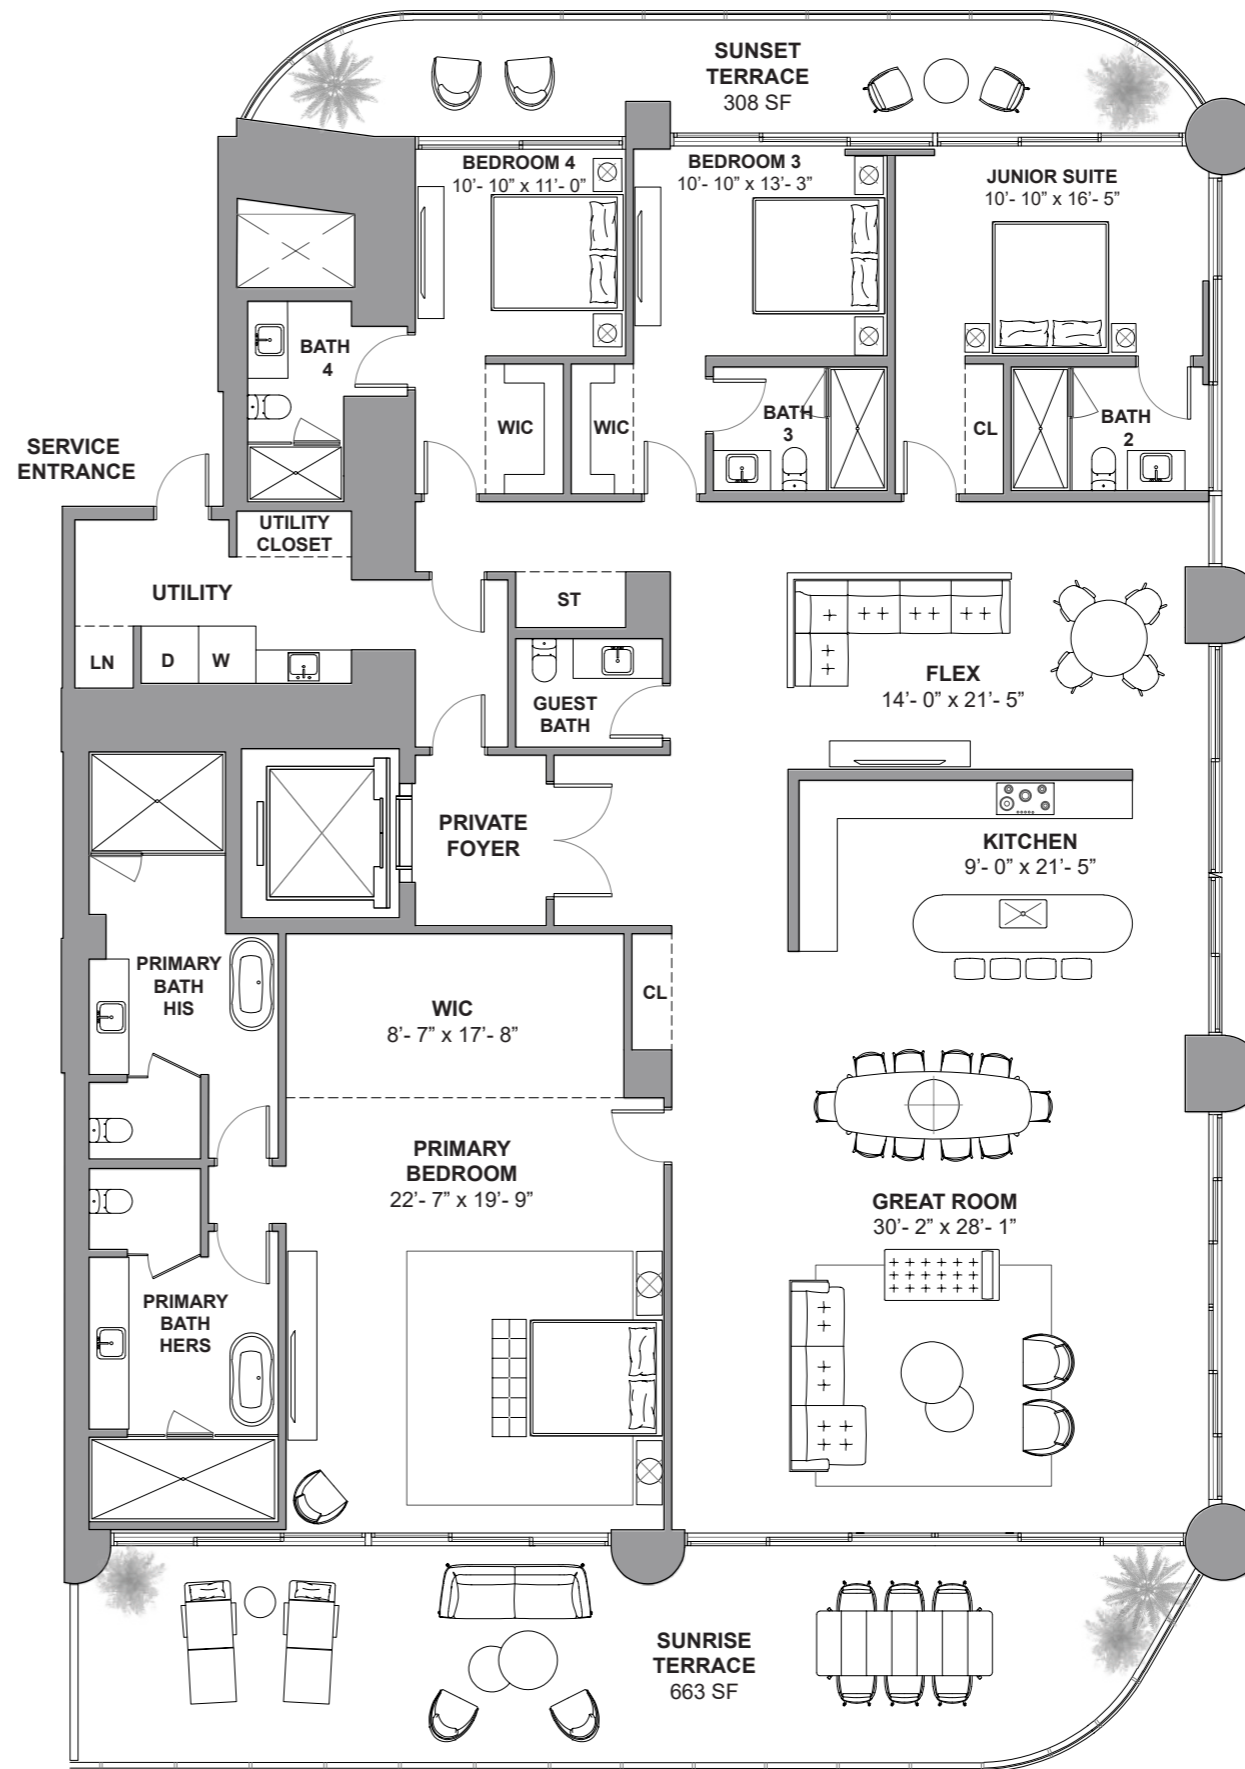 SUNSET
TERRACE
308 SF
BEDROOM 4
10'- 10” x 11'- 0”
BEDROOM 3
10'- 10” x 13'- 3”
JUNIOR SUITE
10'- 10” x 16'- 5”
BATH
4
WIC
WIC
BATH
3
CL
BATH
2
SERVICE
ENTRANCE
UTILITY
CLOSET
UTILITY
ST
LN
D
W
GUEST
BATH
FLEX
14'- 0” x 21'- 5”
PRIVATE
FOYER
KITCHEN
9'- 0” x 21'- 5”
PRIMARY
BATH
HIS
WIC
8'- 7” x 17'- 8”
CL
PRIMARY
BEDROOM
22'- 7” x 19'- 9”
GREAT ROOM
30'- 2” x 28'- 1”
PRIMARY
BATH
HERS
SUNRISE
TERRACE
663 SF